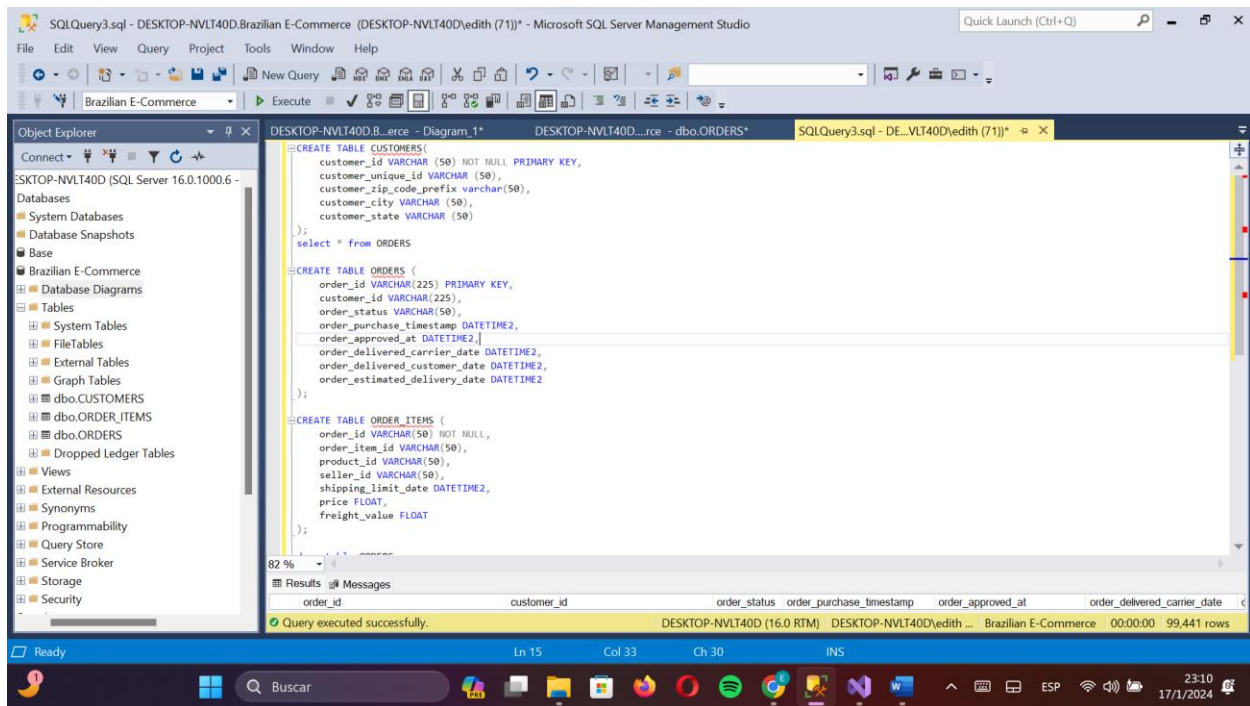 SQLQuery3.sql - DESKTOP-NVLT40D.Brazilian E-Commerce (DESKTOP-NVLT40D\edith (71))* - Microsoft SQL Server Management Studio
Quick Launch (Ctrl+Q)
File Edit View Query Project Tools Window Help
New Query
Brazilian E-Commerce
Execute
Object Explorer
Connect
ESKTOP-NVLT40D (SQL Server 16.0.1000.6 -
Databases
System Databases
Database Snapshots
Base
Brazilian E-Commerce
Database Diagrams
Tables
System Tables
FileTables
External Tables
Graph Tables
dbo.CUSTOMERS
dbo.ORDER_ITEMS
dbo.ORDERS
Dropped Ledger Tables
Views
External Resources
Synonyms
Programmability
Query Store
Service Broker
Storage
Security
DESKTOP-NVLT40D.B...erce - Diagram_1* DESKTOP-NVLT40D....rce - dbo.ORDERS* SQLQuery3.sql - DE...VLT40D\edith (71))*
CREATE TABLE CUSTOMERS(
customer_id VARCHAR (50) NOT NULL PRIMARY KEY,
customer_unique_id VARCHAR (50),
customer_zip_code_prefix varchar(50),
customer_city VARCHAR (50),
customer_state VARCHAR (50)
);
select * from ORDERS
CREATE TABLE ORDERS (
order_id VARCHAR(225) PRIMARY KEY,
customer_id VARCHAR(225),
order_status VARCHAR(50),
order_purchase_timestamp DATETIME2,
order_approved_at DATETIME2,
order_delivered_carrier_date DATETIME2,
order_delivered_customer_date DATETIME2,
order_estimated_delivery_date DATETIME2
);
CREATE TABLE ORDER_ITEMS (
order_id VARCHAR(50) NOT NULL,
order_item_id VARCHAR(50),
product_id VARCHAR(50),
seller_id VARCHAR(50),
shipping_limit_date DATETIME2,
price FLOAT,
freight_value FLOAT
);
82 %
Results Messages
order_id customer_id order_status order_purchase_timestamp order_approved_at order_delivered_carrier_date
Query executed successfully. DESKTOP-NVLT40D (16.0 RTM) DESKTOP-NVLT40D\edith ... Brazilian E-Commerce 00:00:00 99,441 rows
Ready Ln 15 Col 33 Ch 30 INS
1
Buscar
PRE
ESP
23:10
17/1/2024